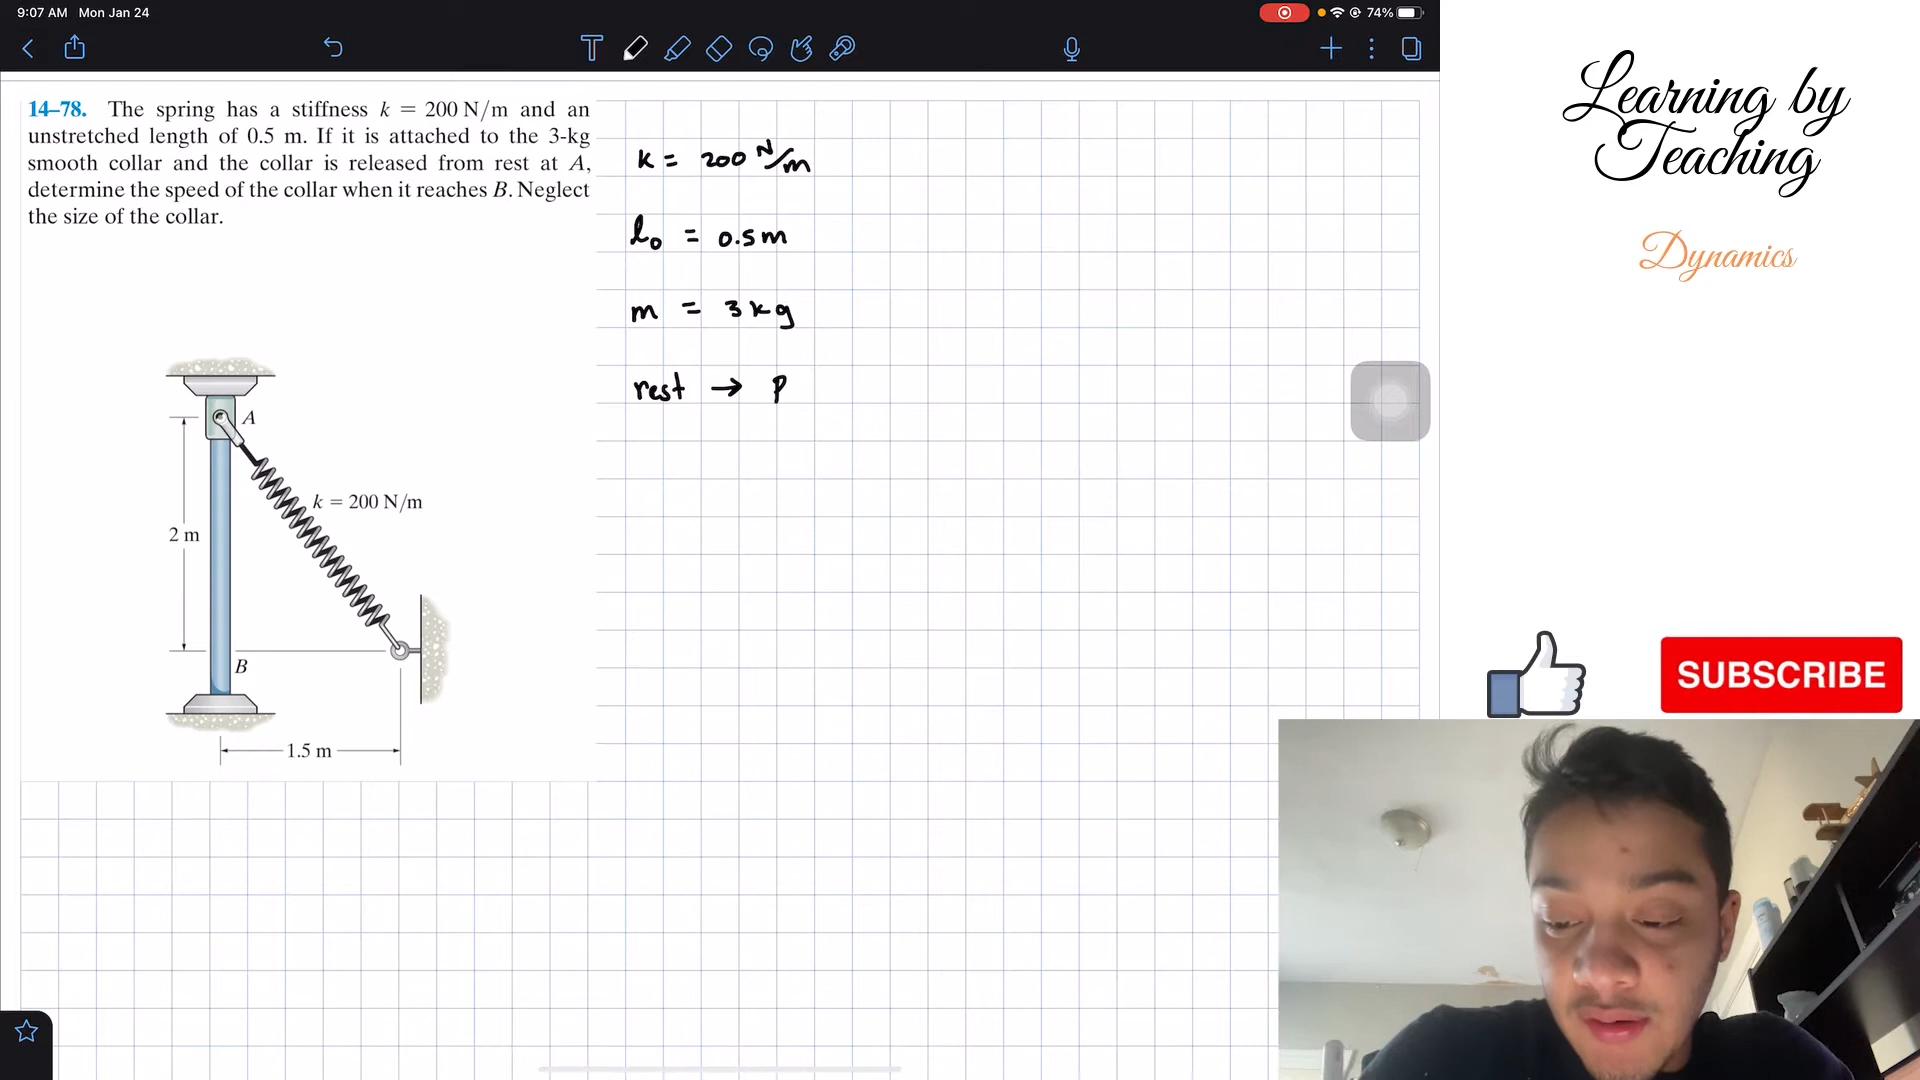 9:07 AM Mon Jan 24
74%
14–78. The spring has a stiffness k = 200 N/m and an
unstretched length of 0.5 m. If it is attached to the 3-kg
smooth collar and the collar is released from rest at A,
determine the speed of the collar when it reaches B. Neglect
the size of the collar.
k = 200 N/m
l₀ = 0.5m
m = 3kg
rest → p
A
k = 200 N/m
2 m
B
1.5 m
Learning by
Teaching
Dynamics
SUBSCRIBE